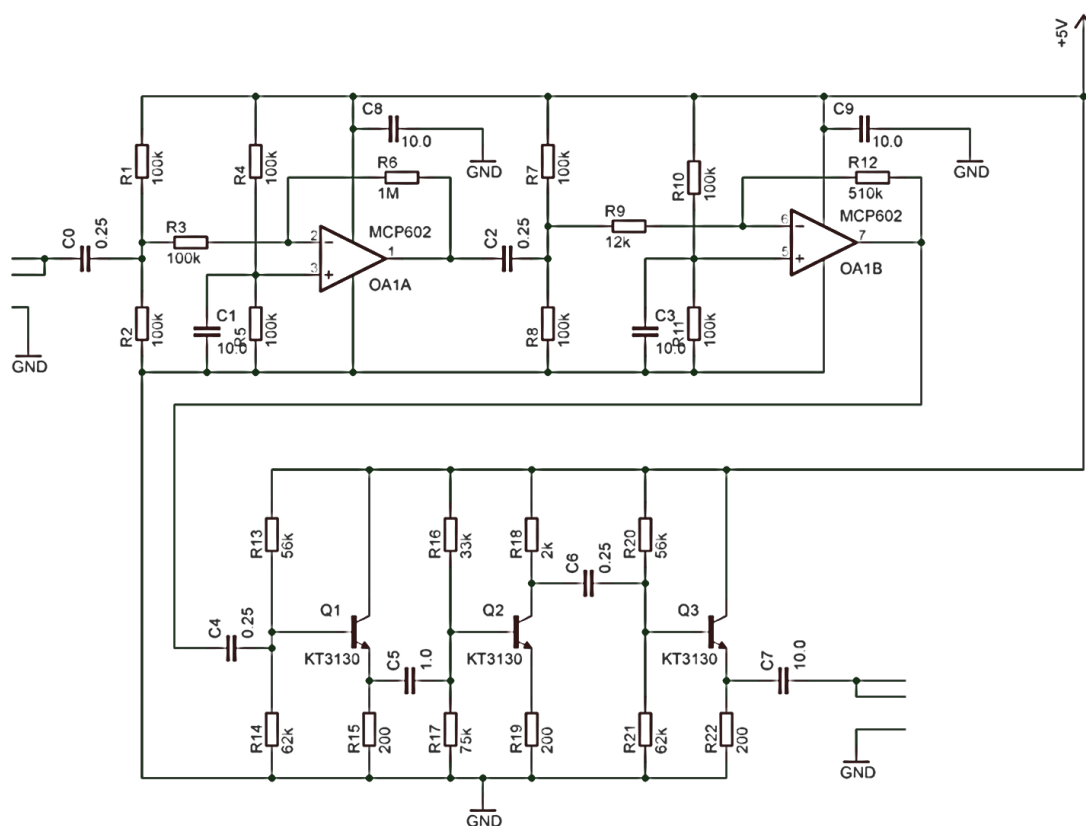 +5V
C8
10.0
GND
C9
10.0
GND
R1
100k
R4
100k
R6
1M
R7
100k
R10
100k
R12
510k
C0
0.25
R3
100k
2
3
1
MCP602
OA1A
C2
0.25
R9
12k
6
5
7
MCP602
OA1B
GND
R2
100k
C1
10.0
R5
100k
R8
100k
C3
10.0
R11
100k
R13
56k
R16
33k
R18
2k
C6
0.25
R20
56k
C4
0.25
Q1
KT3130
C5
1.0
Q2
KT3130
Q3
KT3130
C7
10.0
R14
62k
R15
200
R17
75k
R19
200
R21
62k
R22
200
GND
GND